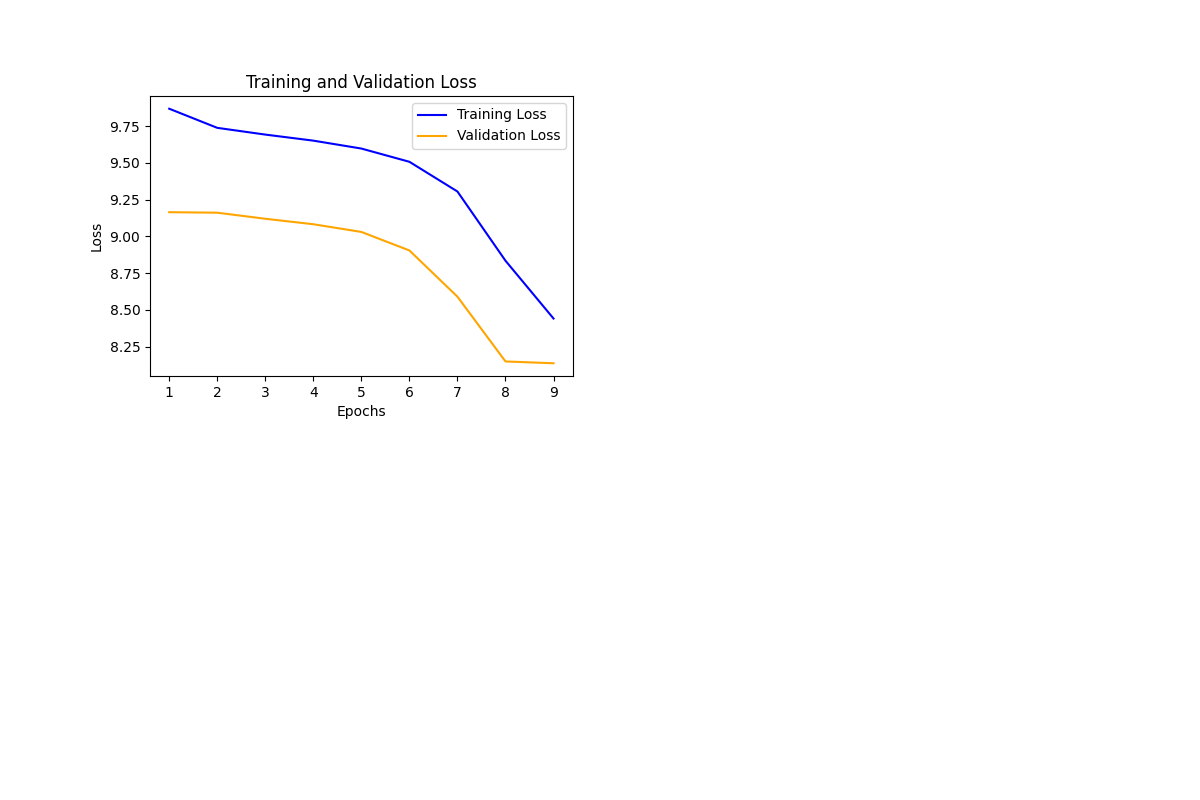 Training and Validation Loss
Training Loss
Validation Loss
9.75
9.50
9.25
9.00
8.75
8.50
8.25
Loss
1 2 3 4 5 6 7 8 9
Epochs